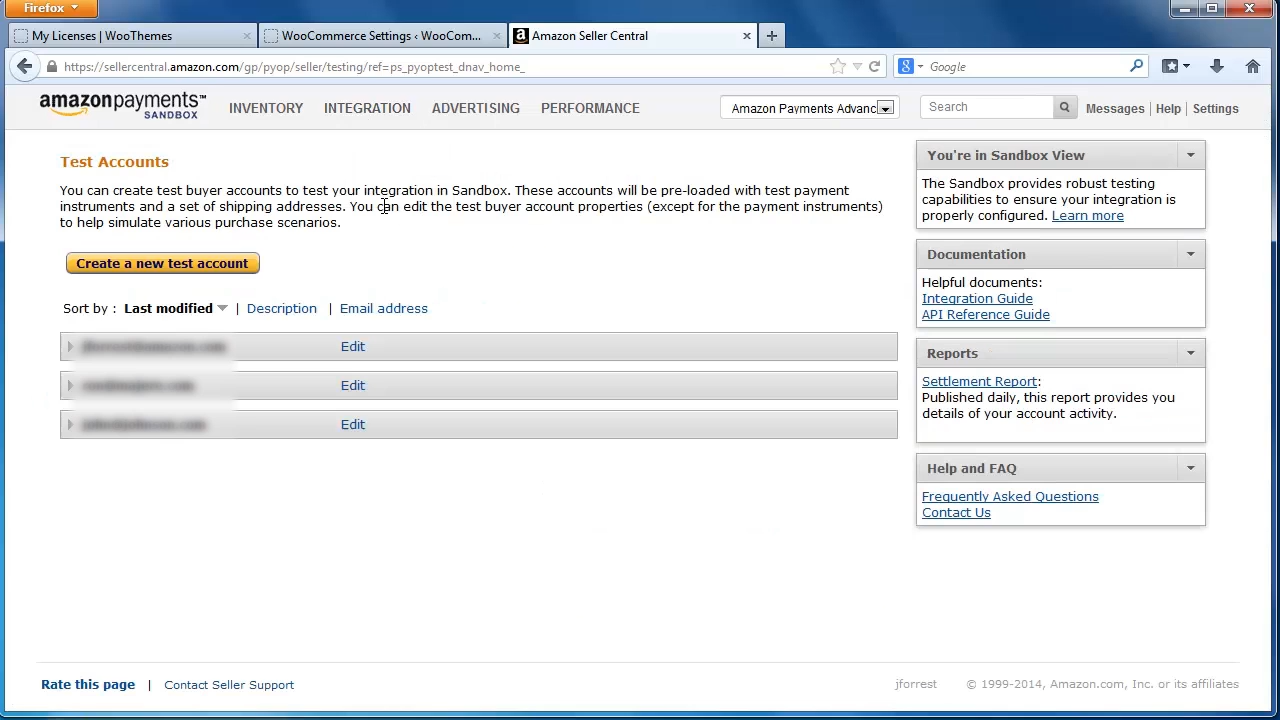 Firefox
My Licenses | WooThemes
WooCommerce Settings ‹ WooCom...
Amazon Seller Central
https://sellercentral.amazon.com/gp/pyop/seller/testing/ref=ps_pyoptest_dnav_home_
Google
amazonpayments™
SANDBOX
INVENTORY
INTEGRATION
ADVERTISING
PERFORMANCE
Amazon Payments Advanc
Search
Messages | Help | Settings
Test Accounts
You can create test buyer accounts to test your integration in Sandbox. These accounts will be pre-loaded with test payment
instruments and a set of shipping addresses. You can edit the test buyer account properties (except for the payment instruments)
to help simulate various purchase scenarios.
Create a new test account
Sort by : Last modified | Description | Email address
Edit
Edit
Edit
You're in Sandbox View
The Sandbox provides robust testing
capabilities to ensure your integration is
properly configured. Learn more
Documentation
Helpful documents:
Integration Guide
API Reference Guide
Reports
Settlement Report:
Published daily, this report provides you
details of your account activity.
Help and FAQ
Frequently Asked Questions
Contact Us
Rate this page | Contact Seller Support
jforrest © 1999-2014, Amazon.com, Inc. or its affiliates